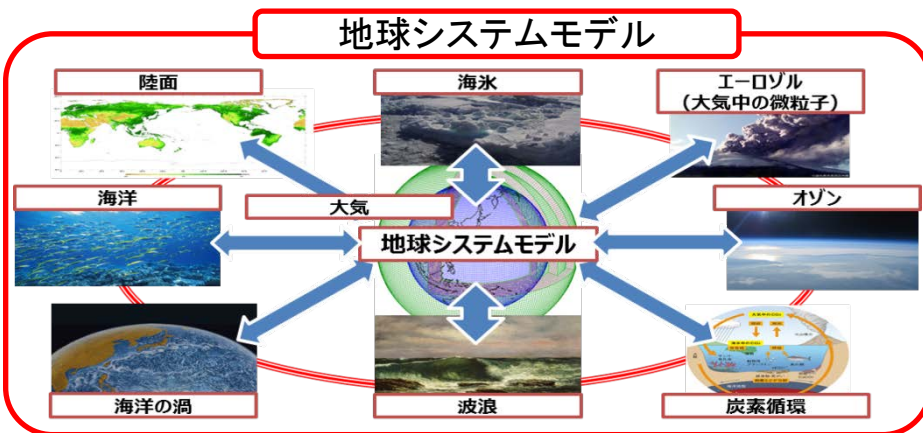 地球システムモデル
陸面
海氷
エーロゾル
(大気中の微粒子)
海洋
大気
オゾン
地球システムモデル
海洋の渦
波浪
炭素循環